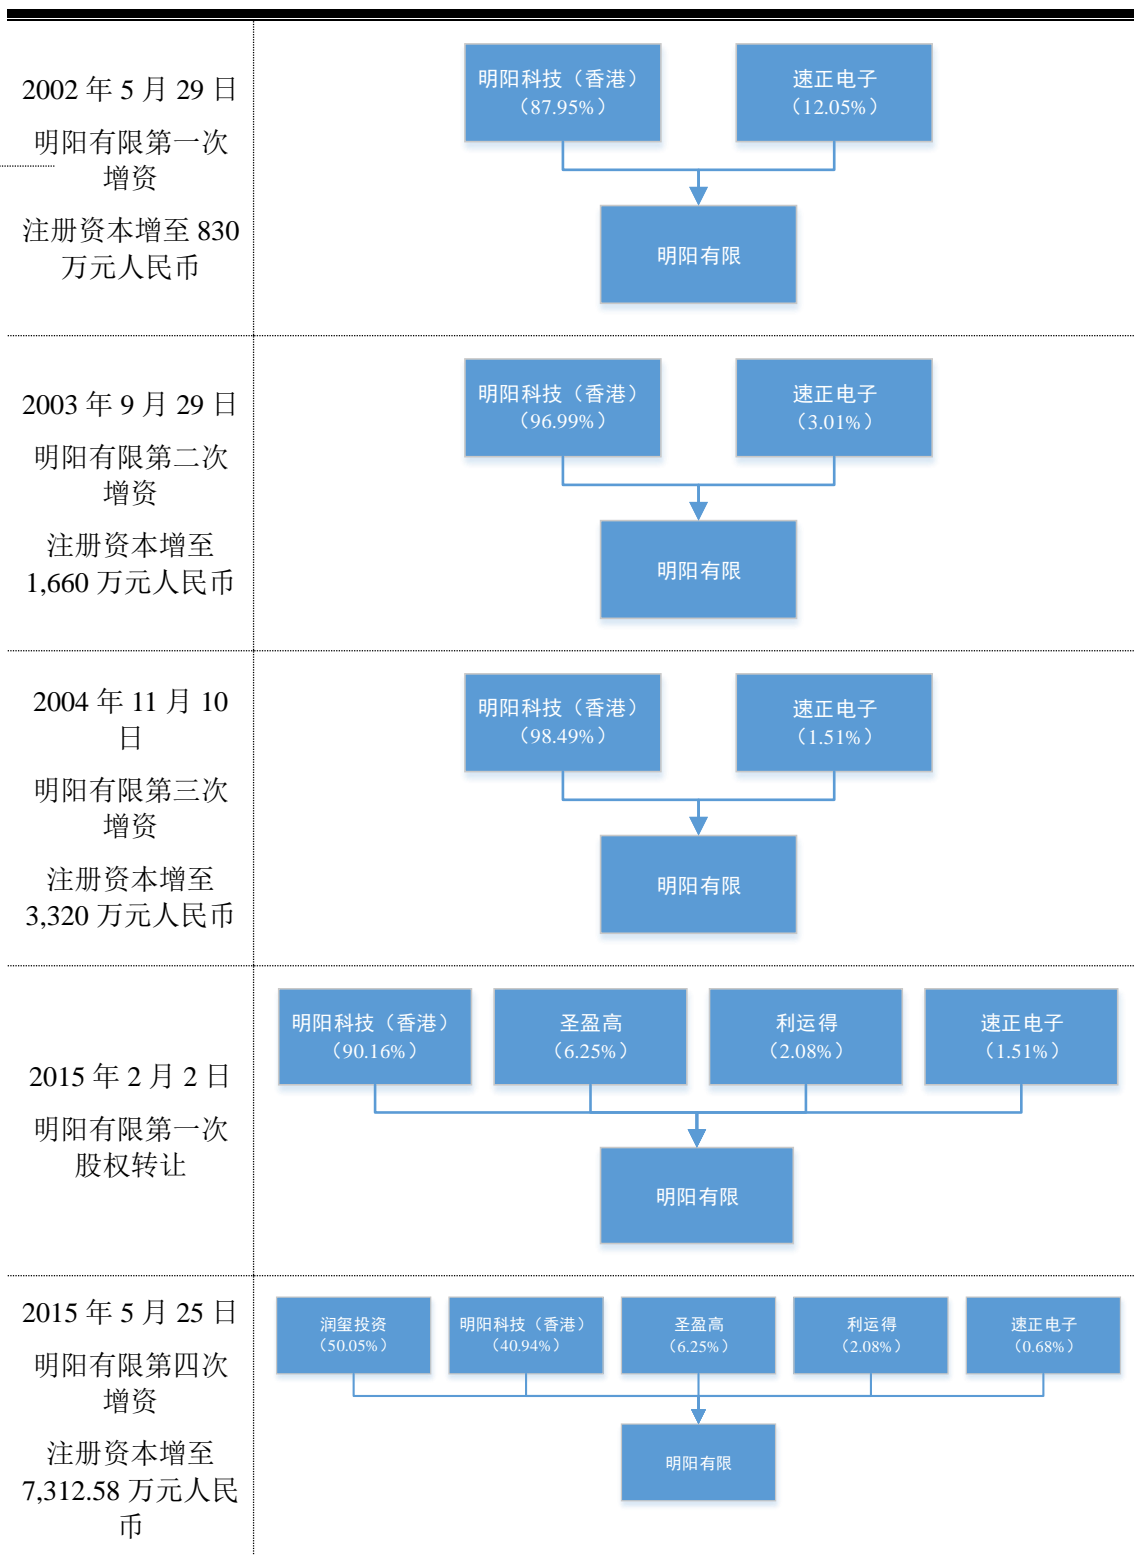 2002 年 5 月 29 日
明阳有限第一次
增资
注册资本增至 830
万元人民币
明阳科技（香港）
（87.95%）
速正电子
（12.05%）
明阳有限
2003 年 9 月 29 日
明阳有限第二次
增资
注册资本增至
1,660 万元人民币
明阳科技（香港）
（96.99%）
速正电子
（3.01%）
明阳有限
2004 年 11 月 10
日
明阳有限第三次
增资
注册资本增至
3,320 万元人民币
明阳科技（香港）
（98.49%）
速正电子
（1.51%）
明阳有限
2015 年 2 月 2 日
明阳有限第一次
股权转让
明阳科技（香港）
（90.16%）
圣盈高
（6.25%）
利运得
（2.08%）
速正电子
（1.51%）
明阳有限
2015 年 5 月 25 日
明阳有限第四次
增资
注册资本增至
7,312.58 万元人民
币
润玺投资
（50.05%）
明阳科技（香港）
（40.94%）
圣盈高
（6.25%）
利运得
（2.08%）
速正电子
（0.68%）
明阳有限